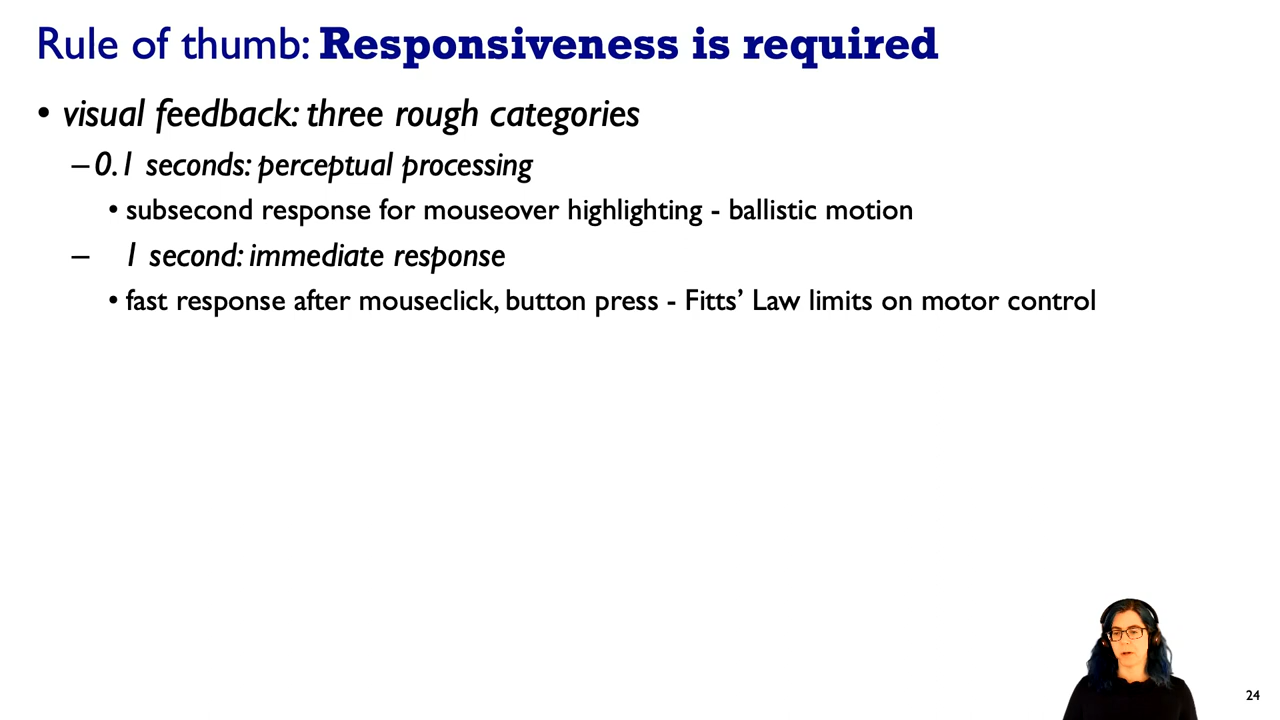 Rule of thumb: Responsiveness is required
• visual feedback: three rough categories
– 0.1 seconds: perceptual processing
• subsecond response for mouseover highlighting - ballistic motion
– 1 second: immediate response
• fast response after mouseclick, button press - Fitts’ Law limits on motor control
24